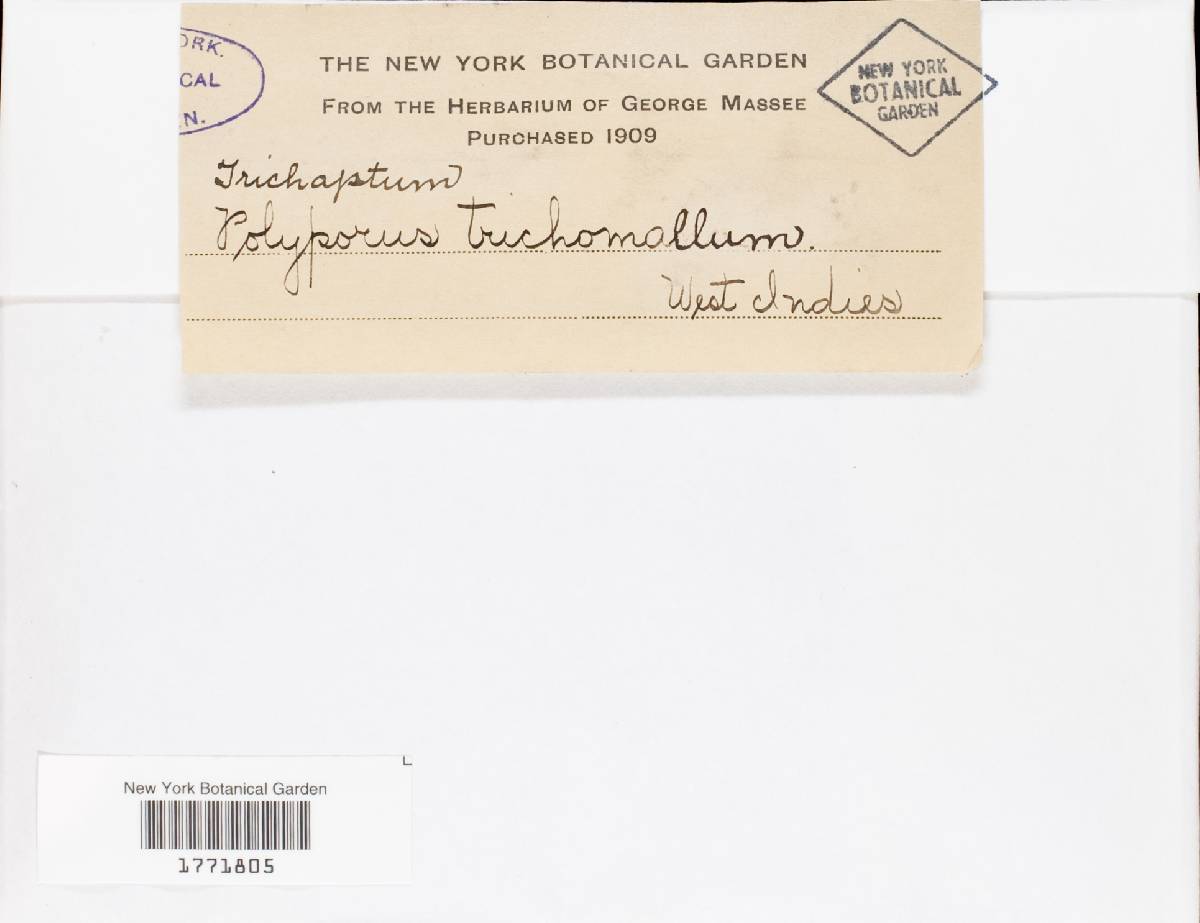 ORK.
CAL
N.
THE NEW YORK BOTANICAL GARDEN
FROM THE HERBARIUM OF GEORGE MASSEE
PURCHASED 1909
NEW YORK
BOTANICAL
GARDEN
Trichaptum
Polyporus trichomallum.
West Indies
New York Botanical Garden
1771805